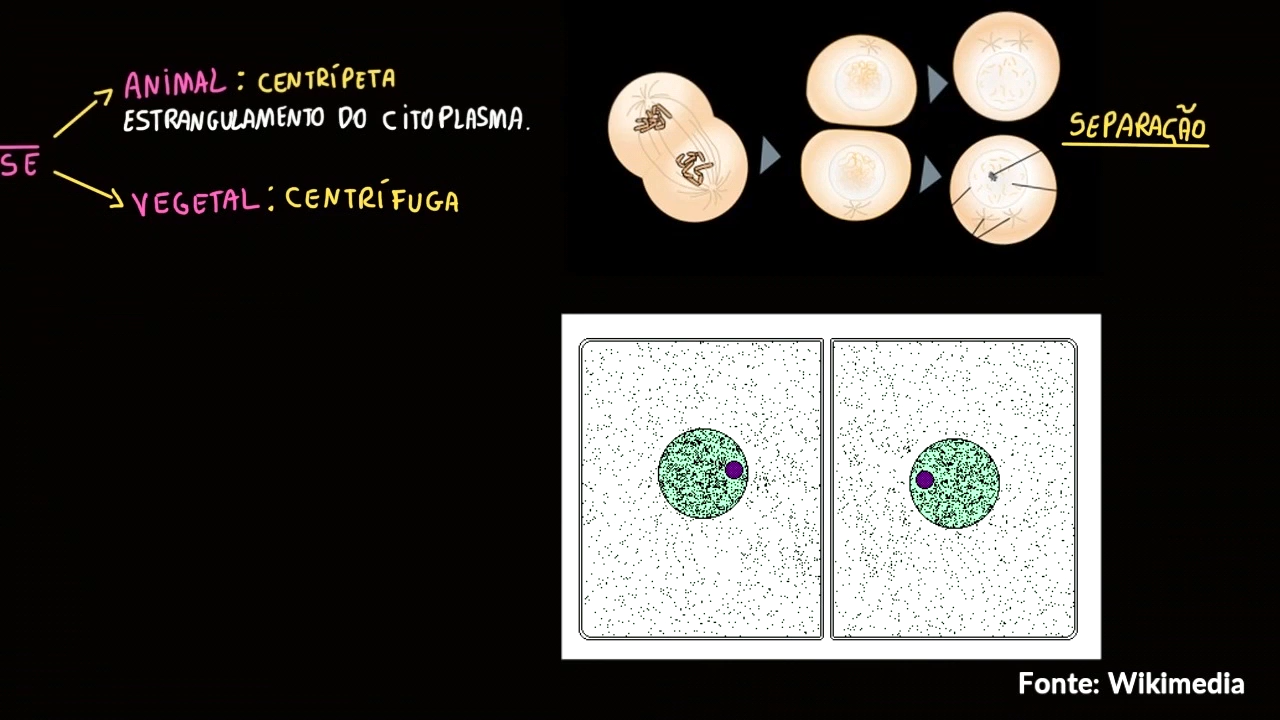 SE
ANIMAL: CENTRÍPETA
ESTRANGULAMENTO DO CITOPLASMA.
VEGETAL: CENTRÍFUGA
SEPARAÇÃO
Fonte: Wikimedia